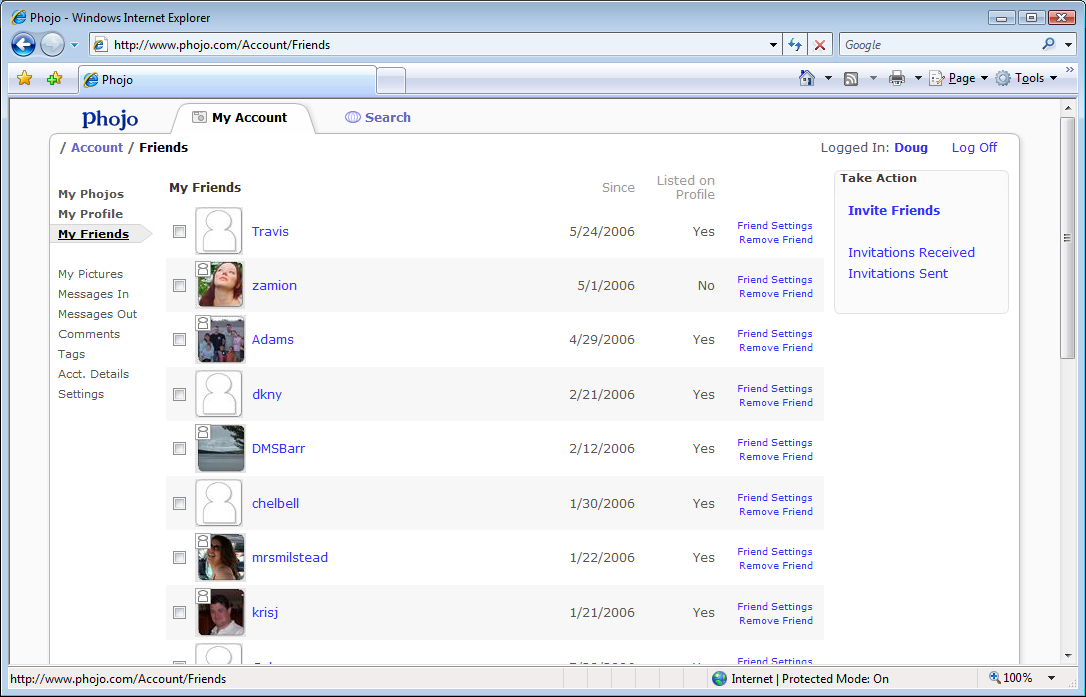 Phojo - Windows Internet Explorer
http://www.phojo.com/Account/Friends
Google
Phojo
Page
Tools
phojo
My Account
Search
/ Account / Friends
Logged In: Doug
Log Off
My Phojos
My Profile
My Friends
My Pictures
Messages In
Messages Out
Comments
Tags
Acct. Details
Settings
My Friends
Since
Listed on
Profile
Travis 5/24/2006 Yes Friend Settings
Remove Friend
zamion 5/1/2006 No Friend Settings
Remove Friend
Adams 4/29/2006 Yes Friend Settings
Remove Friend
dkny 2/21/2006 Yes Friend Settings
Remove Friend
DMSBarr 2/12/2006 Yes Friend Settings
Remove Friend
chelbell 1/30/2006 Yes Friend Settings
Remove Friend
mrsmilstead 1/22/2006 Yes Friend Settings
Remove Friend
krisj 1/21/2006 Yes Friend Settings
Remove Friend
Friend Settings
Take Action
Invite Friends
Invitations Received
Invitations Sent
http://www.phojo.com/Account/Friends
Internet | Protected Mode: On
100%